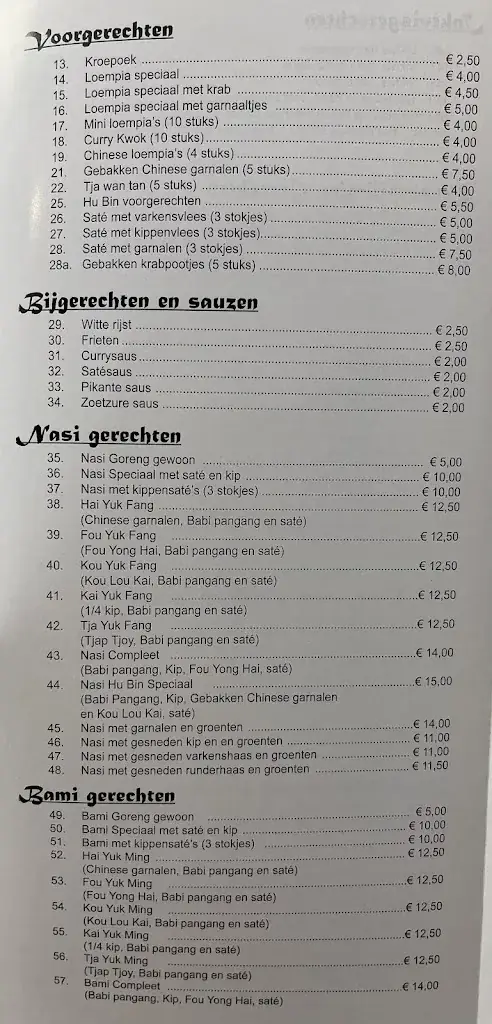 Voorgerechten
13. Kroepoek € 2,50
14. Loempia speciaal € 4,00
15. Loempia speciaal met krab € 4,50
16. Loempia speciaal met garnaaltjes € 5,00
17. Mini loempia's (10 stuks) € 4,00
18. Curry Kwok (10 stuks) € 4,00
19. Chinese loempia's (4 stuks) € 4,00
21. Gebakken Chinese garnalen (5 stuks) € 7,50
22. Tja wan tan (5 stuks) € 4,00
25. Hu Bin voorgerechten € 5,50
26. Saté met varkensvlees (3 stokjes) € 5,00
27. Saté met kippenvlees (3 stokjes) € 5,00
28. Saté met garnalen (3 stokjes) € 7,50
28a. Gebakken krabpootjes (5 stuks) € 8,00
Bijgerechten en sauzen
29. Witte rijst € 2,50
30. Frieten € 2,50
31. Currysaus € 2,00
32. Satésaus € 2,00
33. Pikante saus € 2,00
34. Zoetzure saus € 2,00
Nasi gerechten
35. Nasi Goreng gewoon € 5,00
36. Nasi Speciaal met saté en kip € 10,00
37. Nasi met kippensaté's (3 stokjes) € 10,00
38. Hai Yuk Fang € 12,50
(Chinese garnalen, Babi pangang en saté)
39. Fou Yuk Fang € 12,50
(Fou Yong Hai, Babi pangang en saté)
40. Kou Yuk Fang € 12,50
(Kou Lou Kai, Babi pangang en saté)
41. Kai Yuk Fang € 12,50
(1/4 kip, Babi pangang en saté)
42. Tja Yuk Fang € 12,50
(Tjap Tjoy, Babi pangang en saté)
43. Nasi Compleet € 14,00
(Babi pangang, Kip, Fou Yong Hai, saté)
44. Nasi Hu Bin Speciaal € 15,00
(Babi Pangang, Kip, Gebakken Chinese garnalen
en Kou Lou Kai, saté)
45. Nasi met garnalen en groenten € 14,00
46. Nasi met gesneden kip en en groenten € 11,00
47. Nasi met gesneden varkenshaas en groenten € 11,00
48. Nasi met gesneden runderhaas en groenten € 11,50
Bami gerechten
49. Bami Goreng gewoon € 5,00
50. Bami Speciaal met saté en kip € 10,00
51. Bami met kippensaté's (3 stokjes) € 10,00
52. Hai Yuk Ming € 12,50
(Chinese garnalen, Babi pangang en saté)
53. Fou Yuk Ming € 12,50
(Fou Yong Hai, Babi pangang en saté)
54. Kou Yuk Ming € 12,50
(Kou Lou Kai, Babi pangang en saté)
55. Kai Yuk Ming € 12,50
(1/4 kip, Babi pangang en saté)
56. Tja Yuk Ming € 12,50
(Tjap Tjoy, Babi pangang en saté)
57. Bami Compleet € 14,00
(Babi pangang, Kip, Fou Yong Hai, saté)